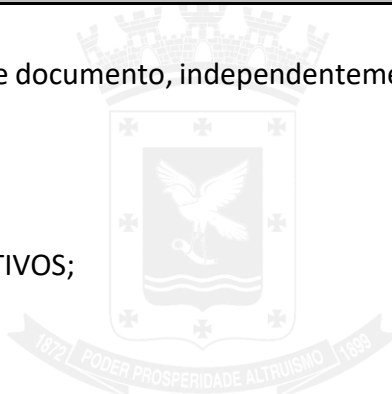 e documento, independenteme
TIVOS;
1872 PODER PROSPERIDADE ALTRUISMO 1899